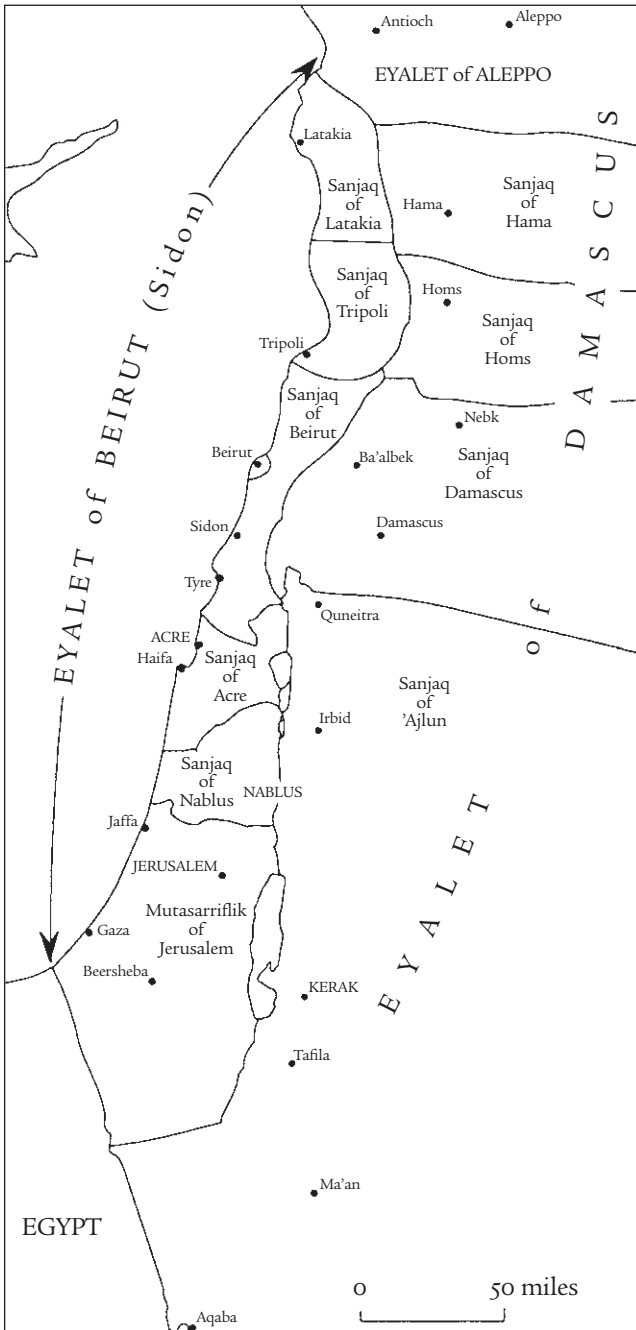 Antioch
Aleppo
EYALET of ALEPPO
EYALET of BEIRUT (Sidon)
Latakia
Sanjaq
of
Latakia
Hama
Sanjaq
of
Hama
EYALET of DAMASCUS
Sanjaq
of
Tripoli
Homs
Sanjaq
of
Homs
Tripoli
Sanjaq
of
Beirut
Nebk
Beirut
Ba'albek
Sanjaq
of
Damascus
Sidon
Damascus
Tyre
Quneitra
ACRE
Haifa
Sanjaq
of
Acre
Sanjaq
of
'Ajlun
Irbid
Sanjaq
of
Nablus
NABLUS
Jaffa
JERUSALEM
Mutasarriflik
of
Jerusalem
Gaza
Beersheba
KERAK
Tafila
Ma'an
EGYPT
0 50 miles
Aqaba